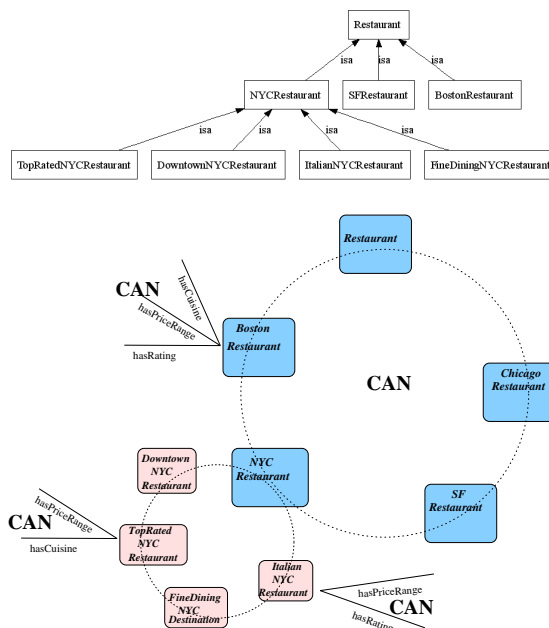 Restaurant
isa
isa
isa
NYCRestaurant
SFRestaurant
BostonRestaurant
isa
isa
isa
isa
TopRatedNYCRestaurant
DowntownNYCRestaurant
ItalianNYCRestaurant
FineDiningNYCRestaurant
Restaurant
hasCuisine
CAN
hasPriceRange
hasRating
Boston
Restaurant
CAN
Chicago
Restaurant
Downtown
NYC
Restaurant
NYC
Restaurant
SF
Restaurant
hasPriceRange
CAN
hasCuisine
TopRated
NYC
Restaurant
Italian
NYC
Restaurant
hasPriceRange
CAN
hasRating
FineDining
NYC
Destination